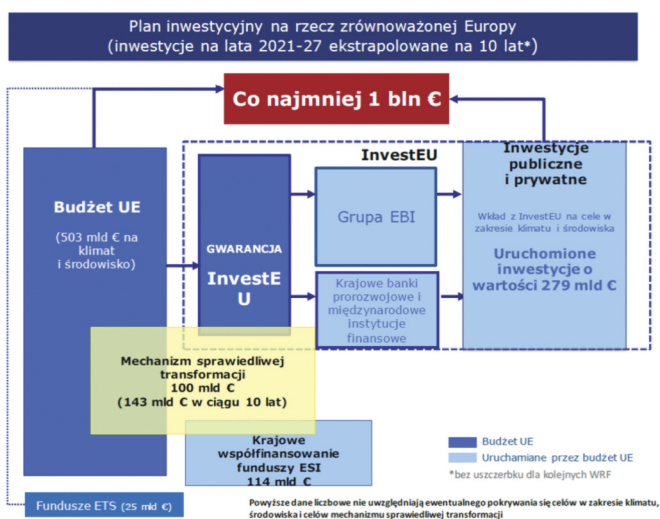 Plan inwestycyjny na rzecz zrównoważonej Europy
(inwestycje na lata 2021-27 ekstrapolowane na 10 lat*)
Co najmniej 1 bln €
InvestEU
Budżet UE
(503 mld € na
klimat
i środowisko)
GWARANCJA
InvestE
U
Grupa EBI
Krajowe banki
prorozwojowe i
międzynarodowe
instytucje
finansowe
Inwestycje
publiczne
i prywatne
Wkład z InvestEU na cele w
zakresie klimatu i środowiska
Uruchomione
inwestycje o
wartości 279 mld €
Mechanizm sprawiedliwej
transformacji
100 mld €
(143 mld € w ciągu 10 lat)
Krajowe
współfinansowanie
funduszy ESI
114 mld €
Budżet UE
Uruchamiane przez budżet UE
*bez uszczerbku dla kolejnych WRF
Fundusze ETS (25 mld €)
Powyższe dane liczbowe nie uwzględniają ewentualnego pokrywania się celów w zakresie klimatu,
środowiska i celów mechanizmu sprawiedliwej transformacji